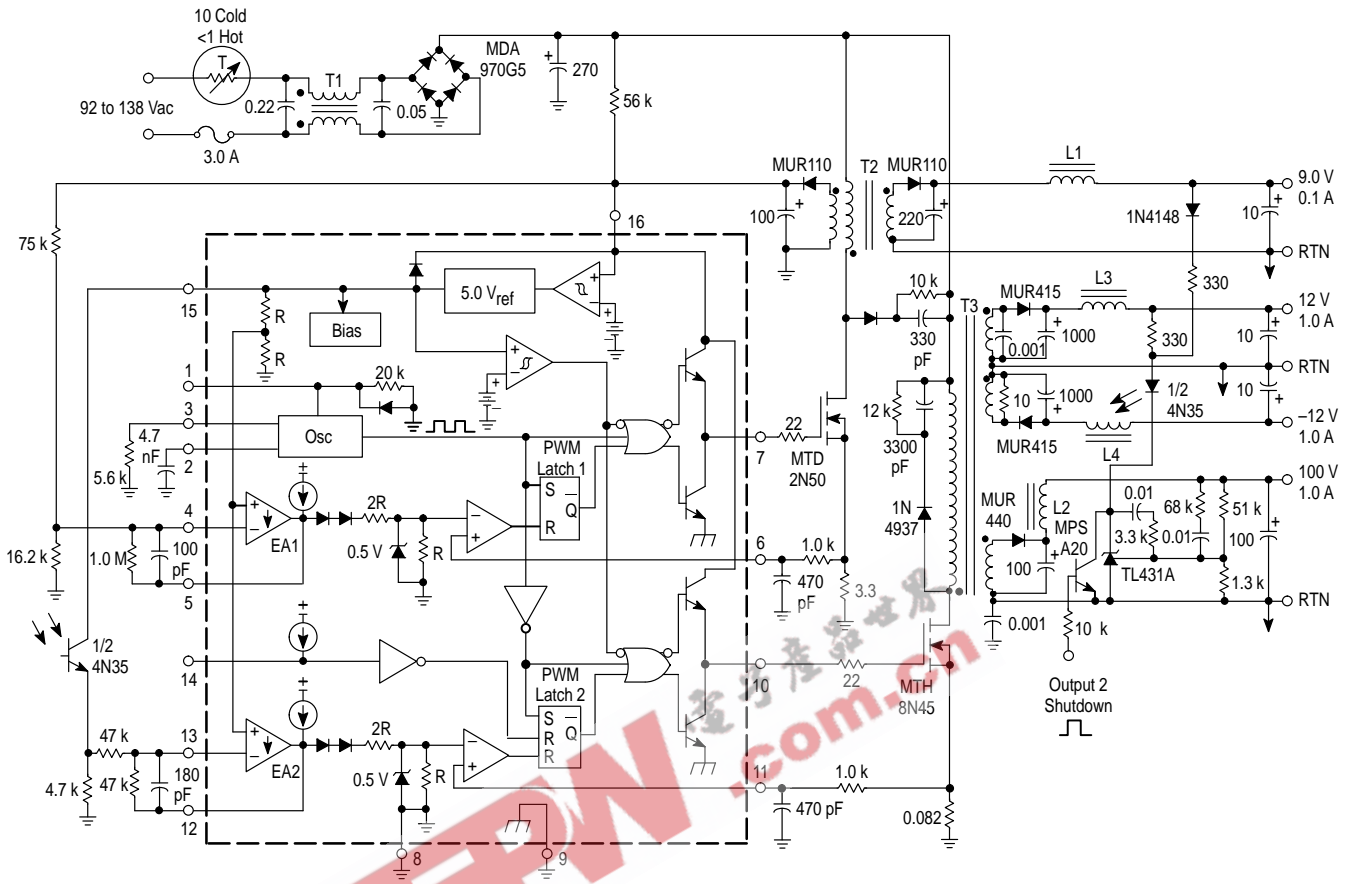 10 Cold
<1 Hot
T
92 to 138 Vac
3.0 A
0.22
T1
0.05
MDA
970G5
+
270
56 k
MUR110
T2
MUR110
L1
9.0 V
0.1 A
100
+
220
+
1N4148
10
+
RTN
16
75 k
330
15
R
R
Bias
5.0 Vref
+
−
+
−
+
−
+
−
10 k
330
pF
T3
MUR415
L3
12 V
1.0 A
0.001
+
1000
330
10
+
RTN
1
3
2
20 k
Osc
4.7
nF
5.6 k
12 k
3300
pF
10
1000
+
MUR415
L4
1/2
4N35
10
+
−12 V
1.0 A
PWM
Latch 1
S
R
Q
22
7
MTD
2N50
4
+
−
EA1
2R
0.5 V
R
−
+
16.2 k
1.0 M
100
pF
5
6
1.0 k
470
pF
3.3
1N
4937
MUR
440
L2
MPS
A20
0.01
3.3 k
68 k
0.01
51 k
100 V
1.0 A
100
+
100
+
TL431A
1.3 k
RTN
0.001
10 k
Output 2
Shutdown
1/2
4N35
14
PWM
Latch 2
S
R
R
Q
10
22
MTH
8N45
47 k
13
+
−
EA2
2R
0.5 V
R
−
+
4.7 k
47 k
180
pF
12
11
1.0 k
470 pF
0.082
8
9
電子産品世界
.com.cn